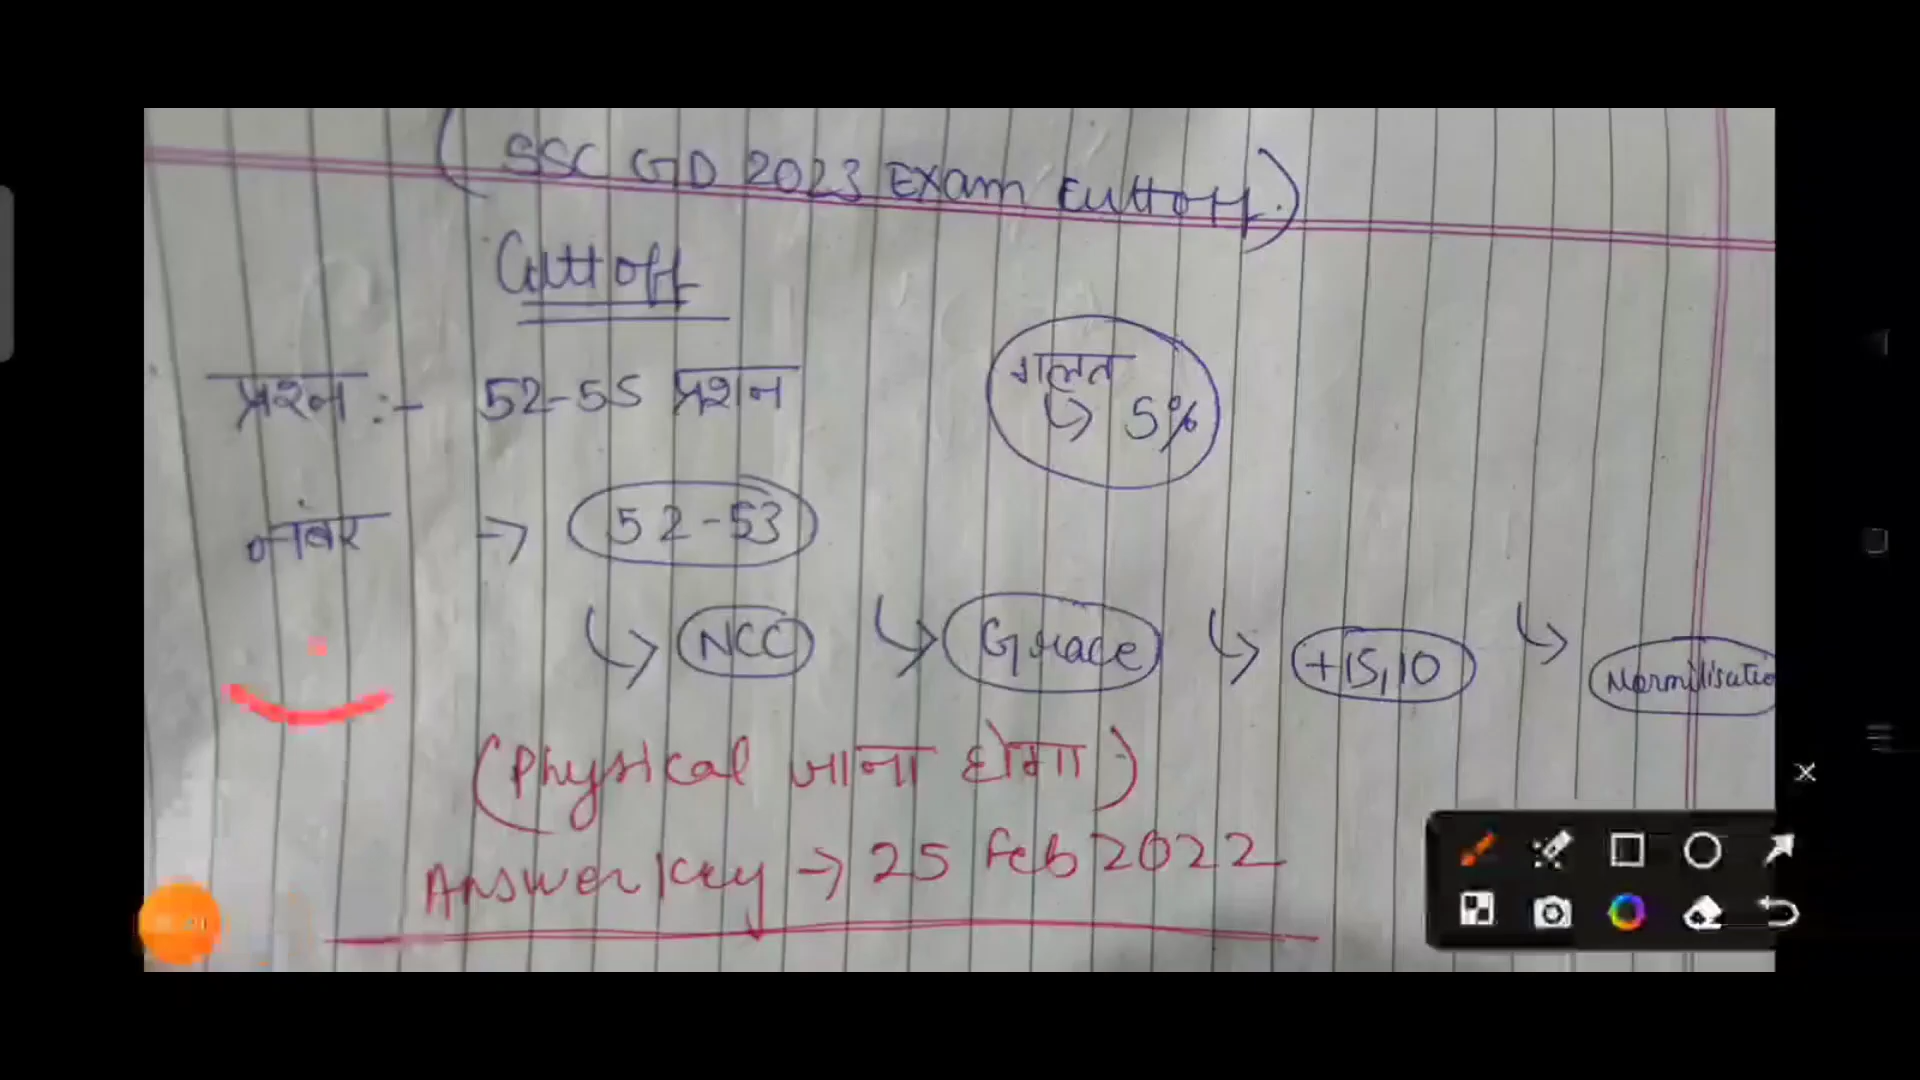 (SSC GD 2023 Exam Cuttoff.)
Cuttoff
प्रश्न :- 52-55 प्रशन
गलत
↳ 5%
नंबर → 52-53
↳ NCC ↳ Grace ↳ +15,10 ↳ Normilisatio
(Physical जाना होगा)
Answer key → 25 Feb 2022